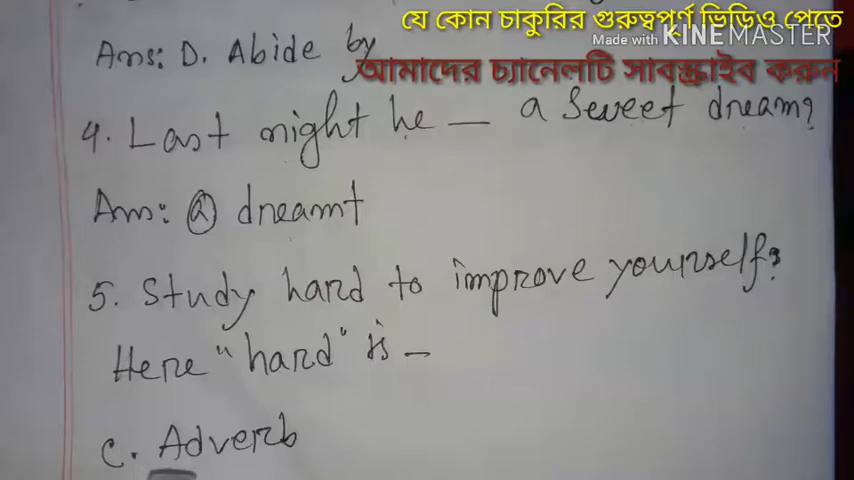 যে কোন চাকুরির গুরুত্বপূর্ণ ভিডিও পেতে
Made with KINEMASTER
আমাদের চ্যানেলটি সাবস্ক্রাইব করুন
Ans: D. Abide by
4. Last night he — a sweet dream?
Ans: ⓐ dreamt
5. Study hard to improve yourself?
Here "hard" is —
C. Adverb